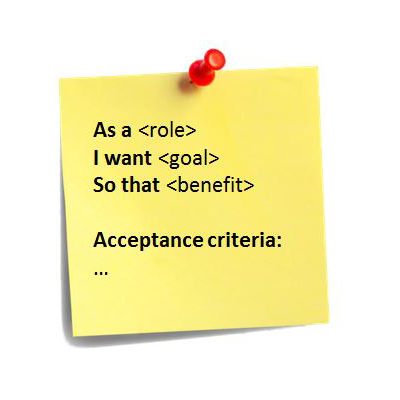 As a <role>
I want <goal>
So that <benefit>
Acceptance criteria:
...